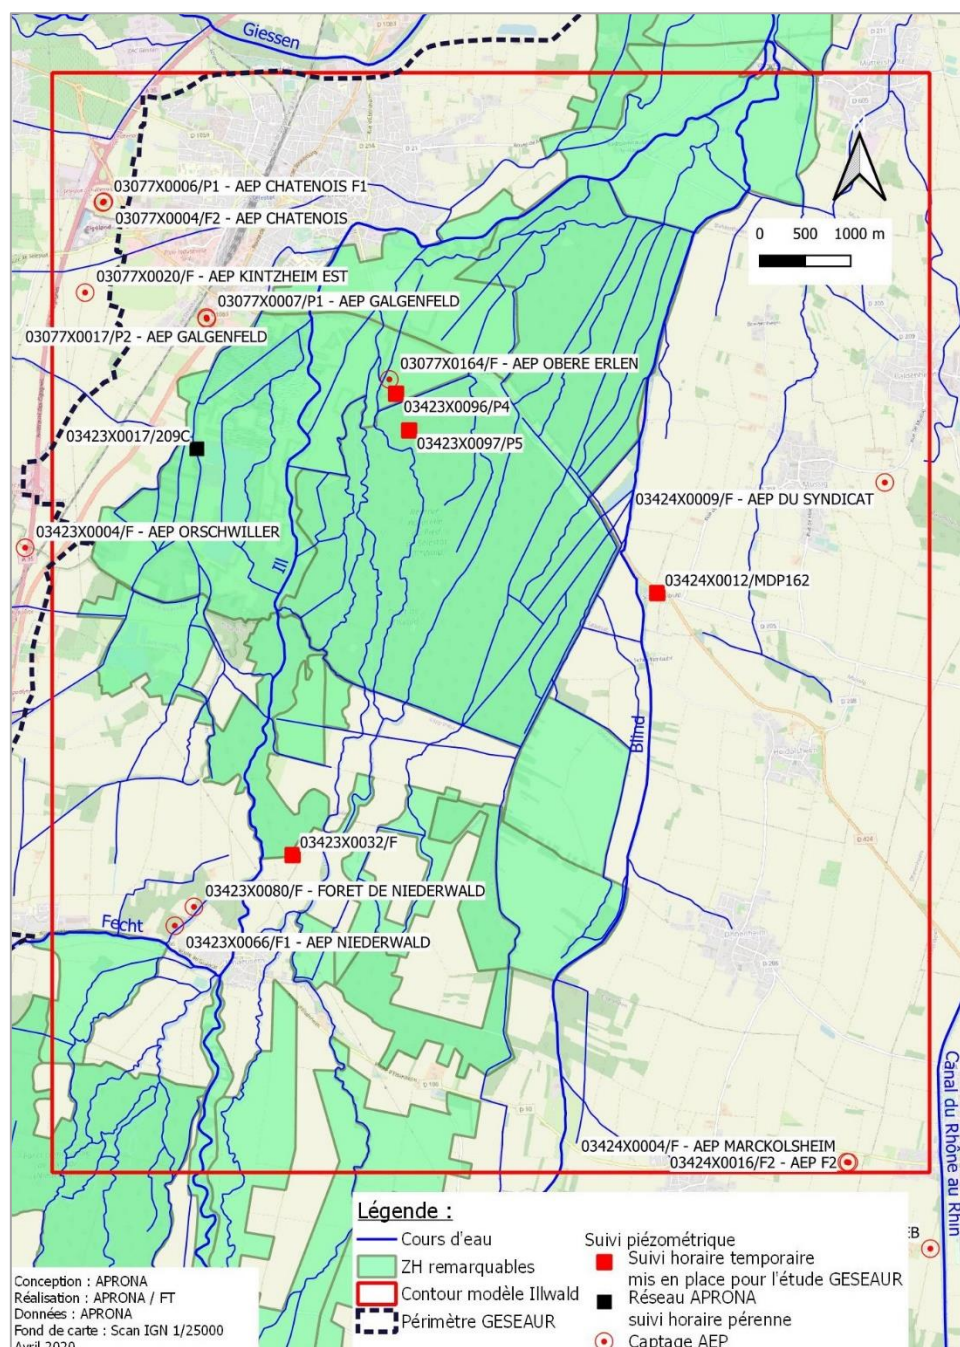 Giessen
03077X0006/P1 - AEP CHATENOIS F1
03077X0004/F2 - AEP CHATENOIS
0 500 1000 m
03077X0020/F - AEP KINTZHEIM EST
03077X0007/P1 - AEP GALGENFELD
03077X0017/P2 - AEP GALGENFELD
03077X0164/F - AEP OBERE ERLEN
03423X0096/P4
03423X0097/P5
03423X0017/209C
03424X0009/F - AEP DU SYNDICAT
03423X0004/F - AEP ORSCHWILLER
Ill
03424X0012/MDP162
Blind
03423X0032/F
03423X0080/F - FORET DE NIEDERWALD
Fecht
03423X0066/F1 - AEP NIEDERWALD
Canal du Rhône au Rhin
03424X0004/F - AEP MARCKOLSHEIM
03424X0016/F2 - AEP F2
EB
Légende :
Cours d'eau
ZH remarquables
Contour modèle Illwald
Périmètre GESEAUR
Suivi piézométrique
Suivi horaire temporaire
mis en place pour l'étude GESEAUR
Réseau APRONA
suivi horaire pérenne
Captage AEP
Conception : APRONA
Réalisation : APRONA / FT
Données : APRONA
Fond de carte : Scan IGN 1/25000
Avril 2020